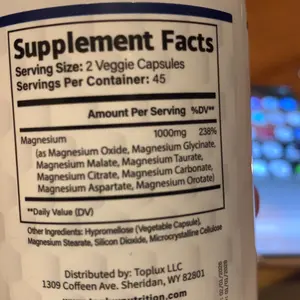 Supplement Facts
Serving Size: 2 Veggie Capsules
Servings Per Container: 45
Amount Per Serving %DV**
Magnesium 1000mg 238%
(as Magnesium Oxide, Magnesium Glycinate,
Magnesium Malate, Magnesium Taurate,
Magnesium Citrate, Magnesium Carbonate,
Magnesium Aspartate, Magnesium Orotate)
**Daily Value (DV)
Other Ingredients: Hypromellose (Vegetable Capsule),
Magnesium Stearate, Silicon Dioxide, Microcrystalline Cellulose
Distributed by: Toplux LLC
1309 Coffeen Ave. Sheridan, WY 82801